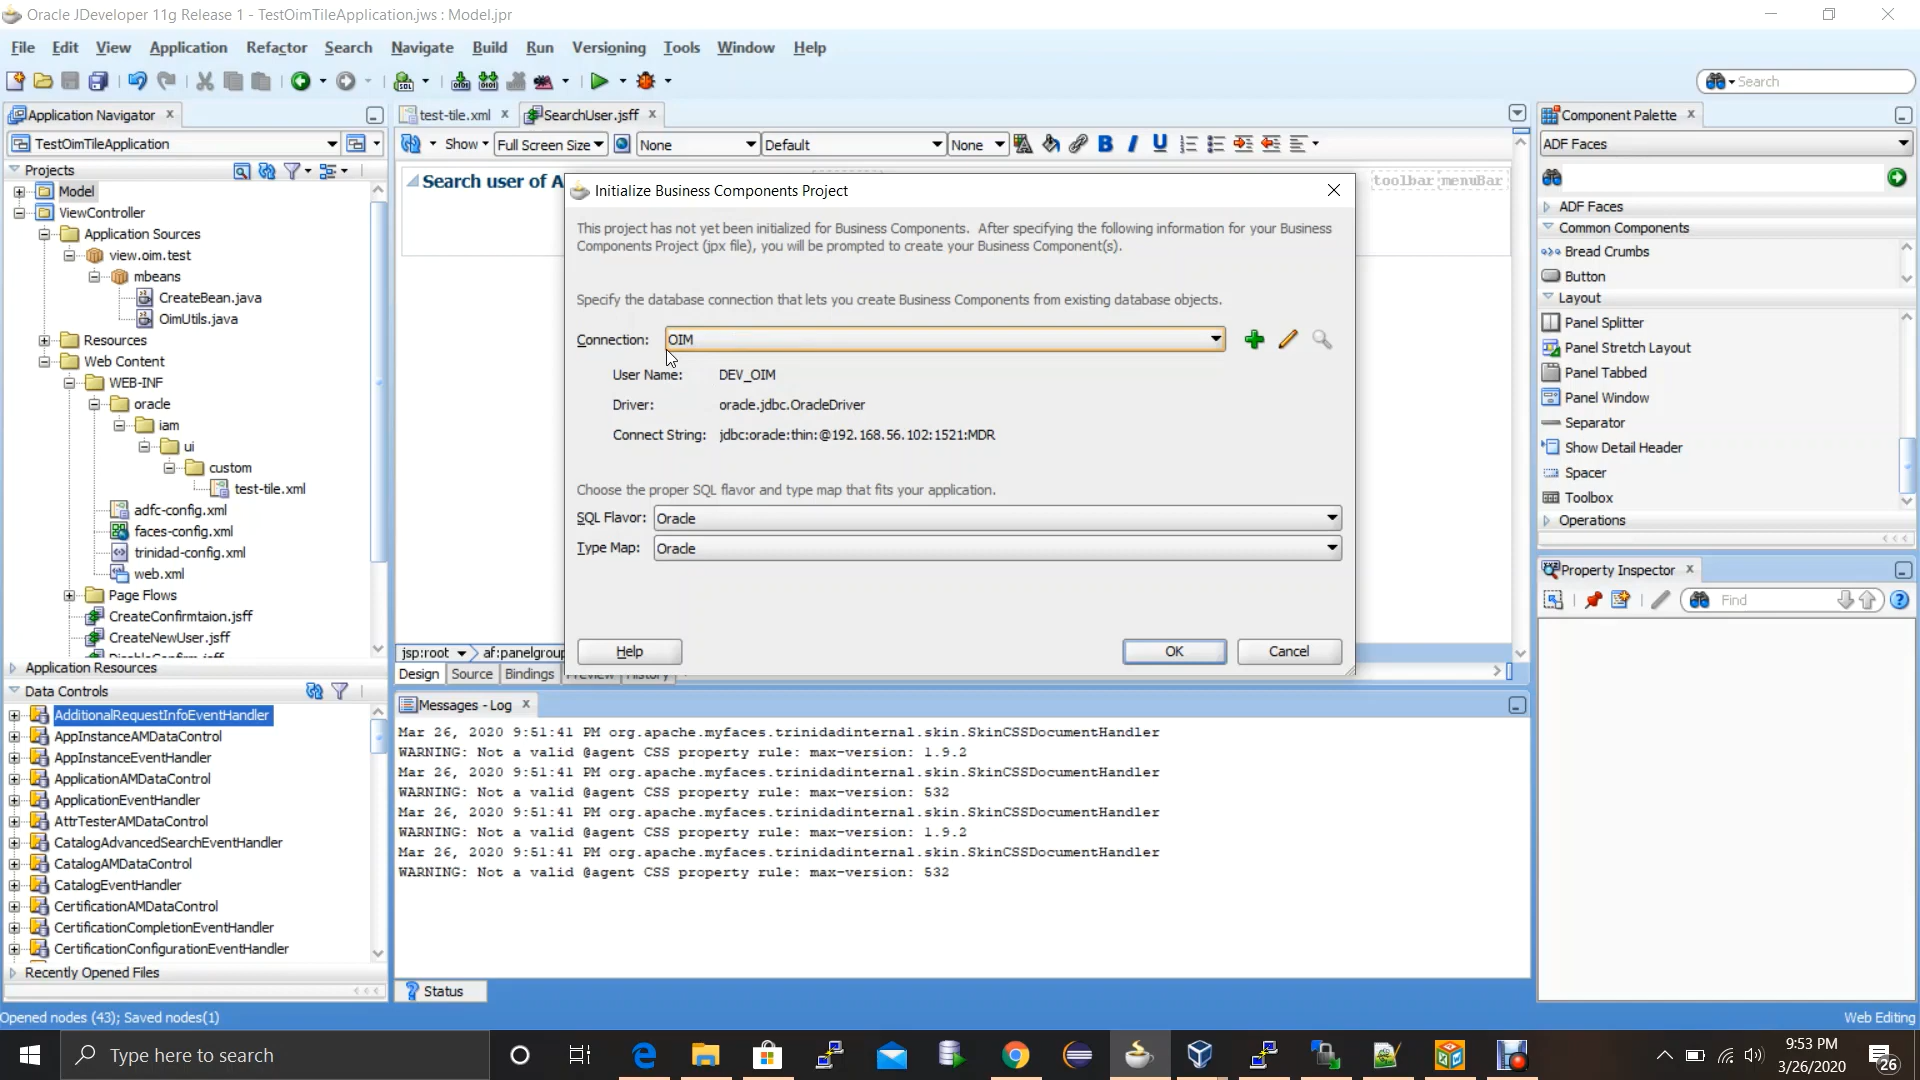 Oracle JDeveloper 11g Release 1 - TestOimTileApplication.jws : Model.jpr
File Edit View Application Refactor Search Navigate Build Run Versioning Tools Window Help
Search
Application Navigator
TestOimTileApplication
Projects
Model
ViewController
Application Sources
view.oim.test
mbeans
CreateBean.java
OimUtils.java
Resources
Web Content
WEB-INF
oracle
iam
ui
custom
test-tile.xml
adfc-config.xml
faces-config.xml
trinidad-config.xml
web.xml
Page Flows
CreateConfirmtaion.jsff
CreateNewUser.jsff
Application Resources
Data Controls
AdditionalRequestInfoEventHandler
AppInstanceAMDataControl
AppInstanceEventHandler
ApplicationAMDataControl
ApplicationEventHandler
AttrTesterAMDataControl
CatalogAdvancedSearchEventHandler
CatalogAMDataControl
CatalogEventHandler
CertificationAMDataControl
CertificationCompletionEventHandler
CertificationConfigurationEventHandler
Recently Opened Files
test-tile.xml
SearchUser.jsff
Show Full Screen Size None Default None
Search user of A
toolbar menuBar
Initialize Business Components Project
This project has not yet been initialized for Business Components. After specifying the following information for your Business
Components Project (jpx file), you will be prompted to create your Business Component(s).
Specify the database connection that lets you create Business Components from existing database objects.
Connection: OIM
User Name: DEV_OIM
Driver: oracle.jdbc.OracleDriver
Connect String: jdbc:oracle:thin:@192.168.56.102:1521:MDR
Choose the proper SQL flavor and type map that fits your application.
SQL Flavor: Oracle
Type Map: Oracle
Help OK Cancel
jsp:root af:panelgroup
Design Source Bindings Preview History
Messages - Log
Mar 26, 2020 9:51:41 PM org.apache.myfaces.trinidadinternal.skin.SkinCSSDocumentHandler
WARNING: Not a valid @agent CSS property rule: max-version: 1.9.2
Mar 26, 2020 9:51:41 PM org.apache.myfaces.trinidadinternal.skin.SkinCSSDocumentHandler
WARNING: Not a valid @agent CSS property rule: max-version: 532
Mar 26, 2020 9:51:41 PM org.apache.myfaces.trinidadinternal.skin.SkinCSSDocumentHandler
WARNING: Not a valid @agent CSS property rule: max-version: 1.9.2
Mar 26, 2020 9:51:41 PM org.apache.myfaces.trinidadinternal.skin.SkinCSSDocumentHandler
WARNING: Not a valid @agent CSS property rule: max-version: 532
Status
Component Palette
ADF Faces
ADF Faces
Common Components
Bread Crumbs
Button
Layout
Panel Splitter
Panel Stretch Layout
Panel Tabbed
Panel Window
Separator
Show Detail Header
Spacer
Toolbox
Operations
Property Inspector
Find
Opened nodes (43); Saved nodes(1)
Web Editing
Type here to search
9:53 PM
3/26/2020
26